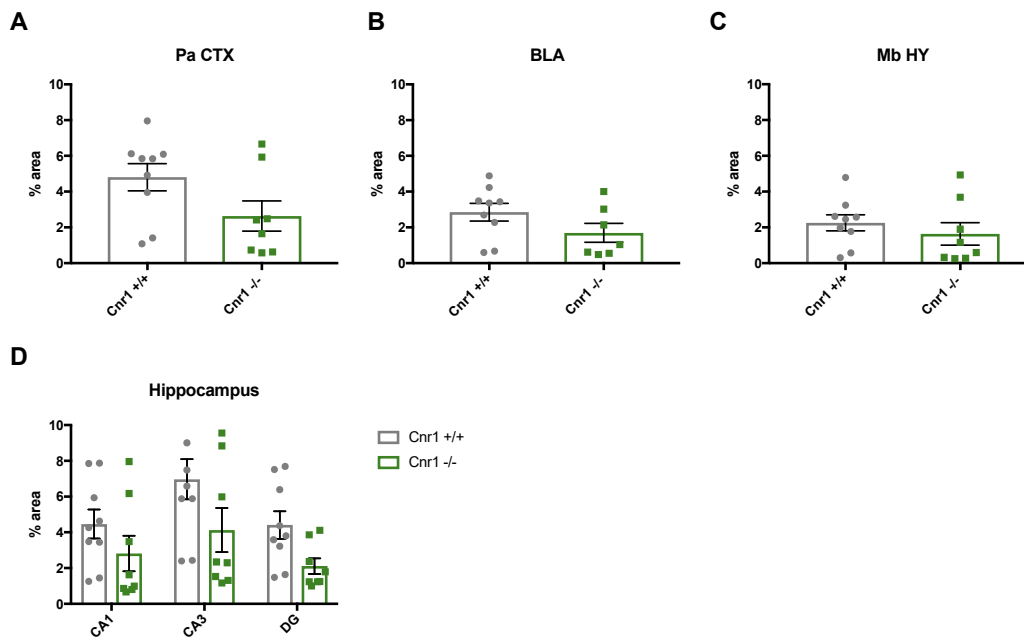 A
Pa CTX
10
8
6
4
2
0
% area
Cnr1 +/+
Cnr1 -/-
B
BLA
10
8
6
4
2
0
% area
Cnr1 +/+
Cnr1 -/-
C
Mb HY
10
8
6
4
2
0
% area
Cnr1 +/+
Cnr1 -/-
D
Hippocampus
10
8
6
4
2
0
% area
CA1
CA3
DG
Cnr1 +/+
Cnr1 -/-